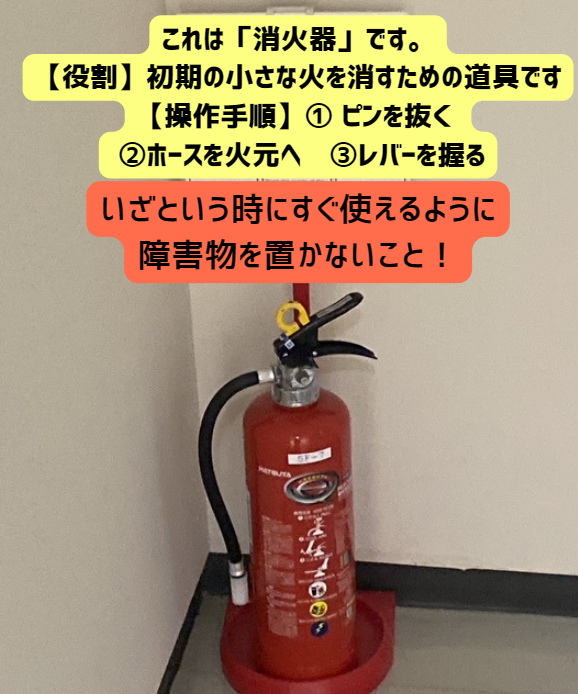 これは「消火器」です。
【役割】初期の小さな火を消すための道具です
【操作手順】① ピンを抜く
②ホースを火元へ　③レバーを握る
いざという時にすぐ使えるように
障害物を置かないこと！
5F-7
HATSUTA